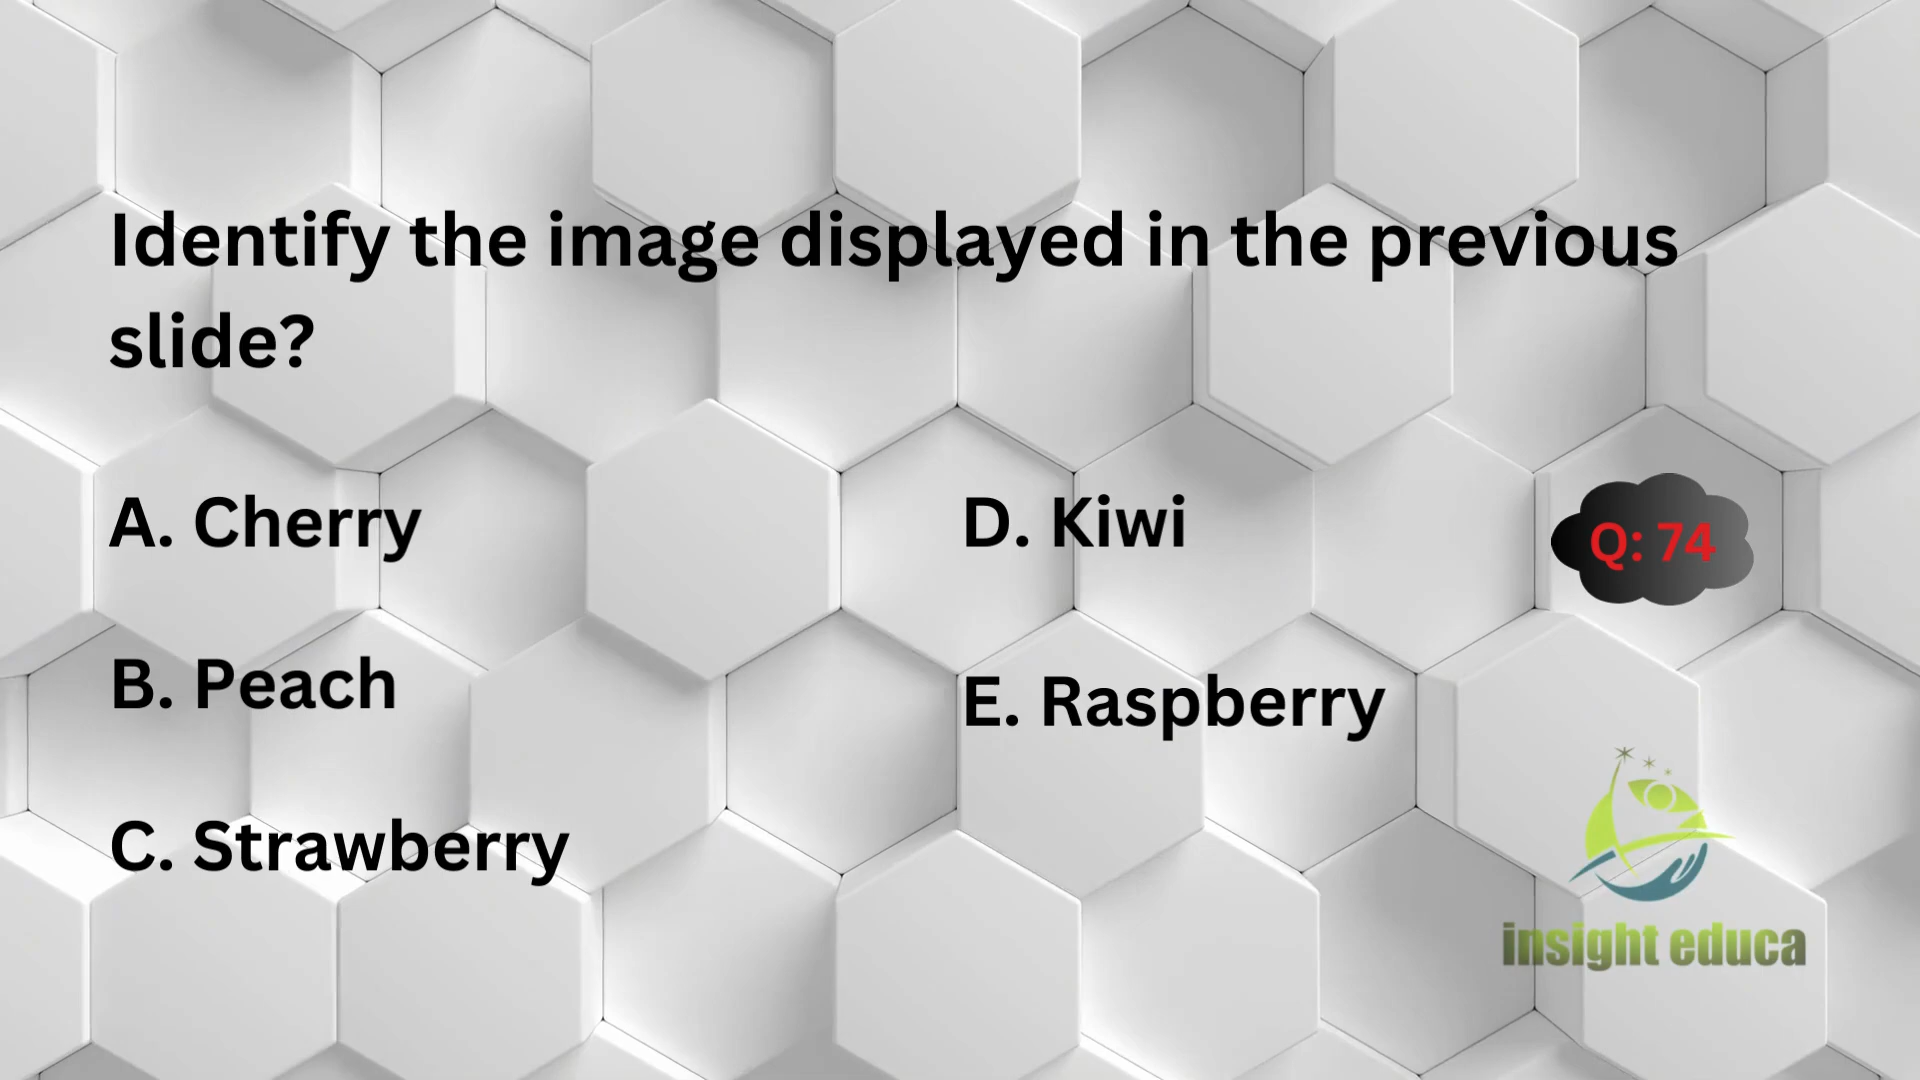 Identify the image displayed in the previous
slide?
A. Cherry
B. Peach
C. Strawberry
D. Kiwi
E. Raspberry
Q: 74
insight educa